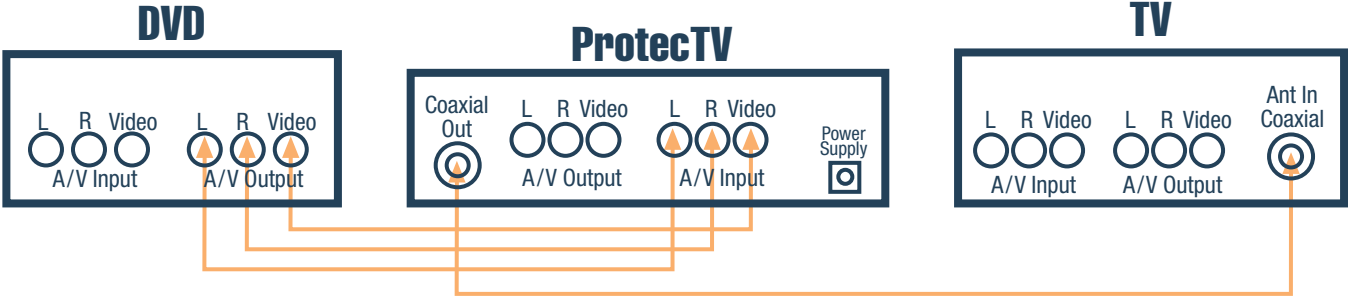 DVD
L R Video L R Video
A/V Input A/V Output
ProtecTV
Coaxial
Out
L R Video L R Video
A/V Output A/V Input
Power
Supply
TV
L R Video L R Video
A/V Input A/V Output
Ant In
Coaxial